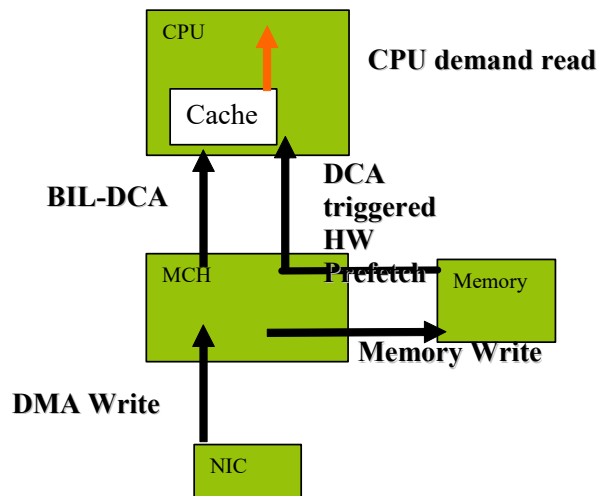 CPU
CPU demand read
Cache
BIL-DCA
DCA
triggered
HW
Prefetch
MCH
Memory
Memory Write
DMA Write
NIC